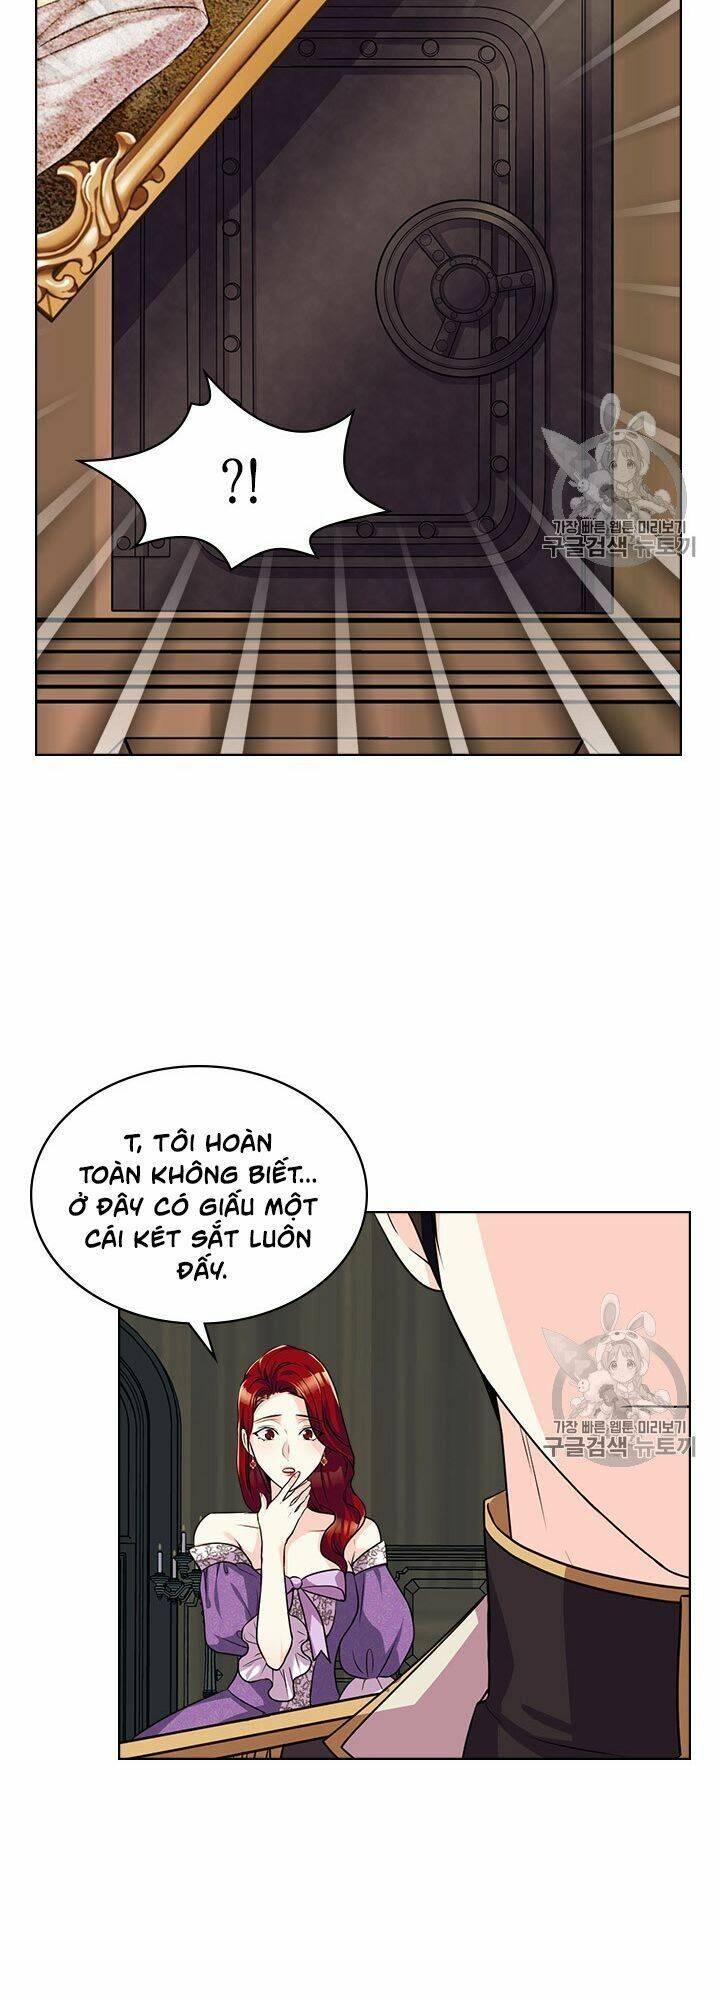 ?!
가장 빠른 웹툰 미리보기
구글검색 뉴토끼
T, TÔI HOÀN
TOÀN KHÔNG BIẾT...
Ở ĐÂY CÓ GIẤU MỘT
CÁI KÉT SẮT LUÔN
ĐẤY.
가장 빠른 웹툰 미리보기
구글검색 뉴토끼